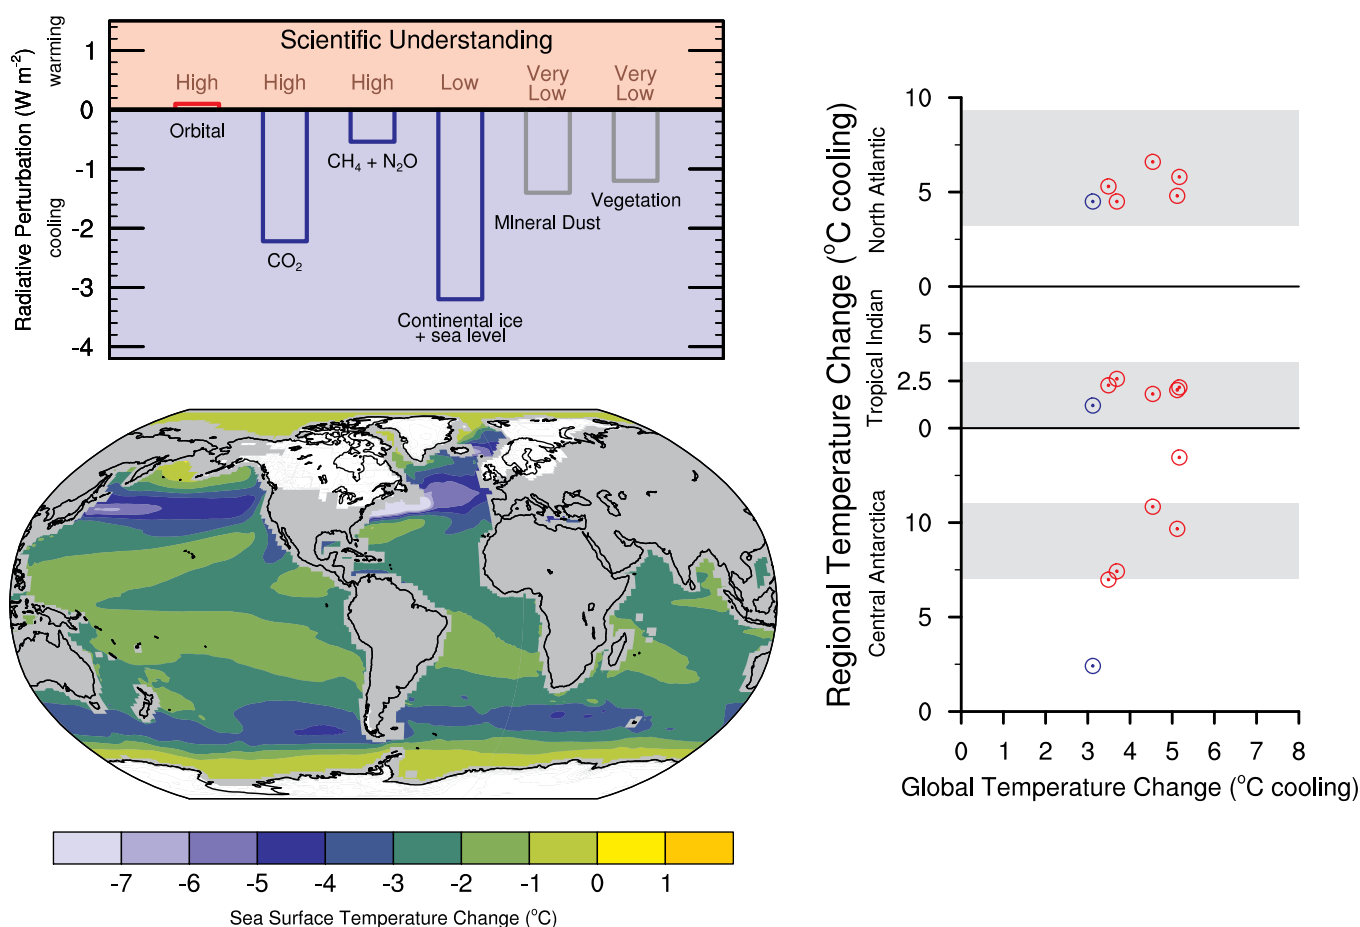 Scientific Understanding
High
High
High
Low
Very
Low
Very
Low
Radiative Perturbation (W m-2)
cooling
warming
1
0
-1
-2
-3
-4
Orbital
CO2
CH4 + N2O
Continental ice
+ sea level
MIneral Dust
Vegetation
-7
-6
-5
-4
-3
-2
-1
0
1
Sea Surface Temperature Change (oC)
Regional Temperature Change (oC cooling)
North Atlantic
Tropical Indian
Central Antarctica
10
5
0
5
2.5
0
10
5
0
0
1
2
3
4
5
6
7
8
Global Temperature Change (oC cooling)